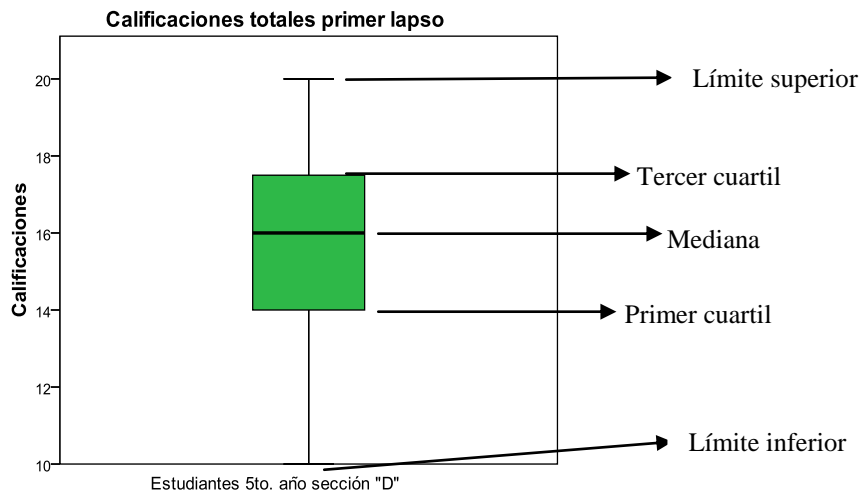 Calificaciones totales primer lapso
Calificaciones
20
18
16
14
12
10
Límite superior
Tercer cuartil
Mediana
Primer cuartil
Límite inferior
Estudiantes 5to. año sección "D"